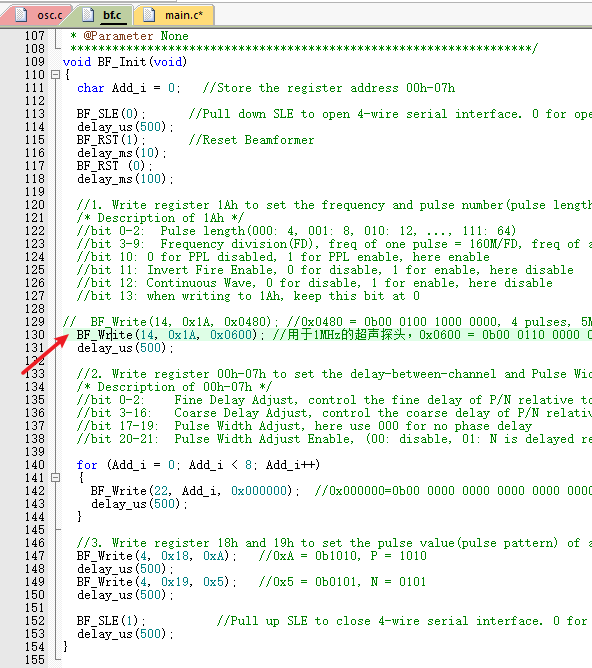 osc.c bf.c main.c*
107 * @Parameter None
108 ******************************************************************/
109 void BF_Init(void)
110 {
111 char Add_i = 0; //Store the register address 00h-07h
112
113 BF_SLE(0); //Pull down SLE to open 4-wire serial interface. 0 for ope
114 delay_us(500);
115 BF_RST(1); //Reset Beamformer
116 delay_ms(10);
117 BF_RST (0);
118 delay_ms(100);
119
120 //1. Write register 1Ah to set the frequency and pulse number(pulse length
121 /* Description of 1Ah */
122 //bit 0-2: Pulse length(000: 4, 001: 8, 010: 12, ..., 111: 64)
123 //bit 3-9: Frequency division(FD), freq of one pulse = 160M/FD, freq of a
124 //bit 10: 0 for PPL disabled, 1 for PPL enable, here enable
125 //bit 11: Invert Fire Enable, 0 for disable, 1 for enable, here disable
126 //bit 12: Continuous Wave, 0 for disable, 1 for enable, here disable
127 //bit 13: when writing to 1Ah, keep this bit at 0
128
129 // BF_Write(14, 0x1A, 0x0480); //0x0480 = 0b00 0100 1000 0000, 4 pulses, 5M
130 BF_Write(14, 0x1A, 0x0600); //用于1MHz的超声探头，0x0600 = 0b00 0110 0000 0
131 delay_us(500);
132
133 //2. Write register 00h-07h to set the delay-between-channel and Pulse Wid
134 /* Description of 00h-07h */
135 //bit 0-2: Fine Delay Adjust, control the fine delay of P/N relative to
136 //bit 3-16: Coarse Delay Adjust, control the coarse delay of P/N relativ
137 //bit 17-19: Pulse Width Adjust, here use 000 for no phase delay
138 //bit 20-21: Pulse Width Adjust Enable, (00: disable, 01: N is delayed re
139
140 for (Add_i = 0; Add_i < 8; Add_i++)
141 {
142 BF_Write(22, Add_i, 0x000000); //0x000000=0b00 0000 0000 0000 0000 0000
143 delay_us(500);
144 }
145
146 //3. Write register 18h and 19h to set the pulse value(pulse pattern) of a
147 BF_Write(4, 0x18, 0xA); //0xA = 0b1010, P = 1010
148 delay_us(500);
149 BF_Write(4, 0x19, 0x5); //0x5 = 0b0101, N = 0101
150 delay_us(500);
151
152 BF_SLE(1); //Pull up SLE to close 4-wire serial interface. 0 for
153 delay_us(500);
154 }
155